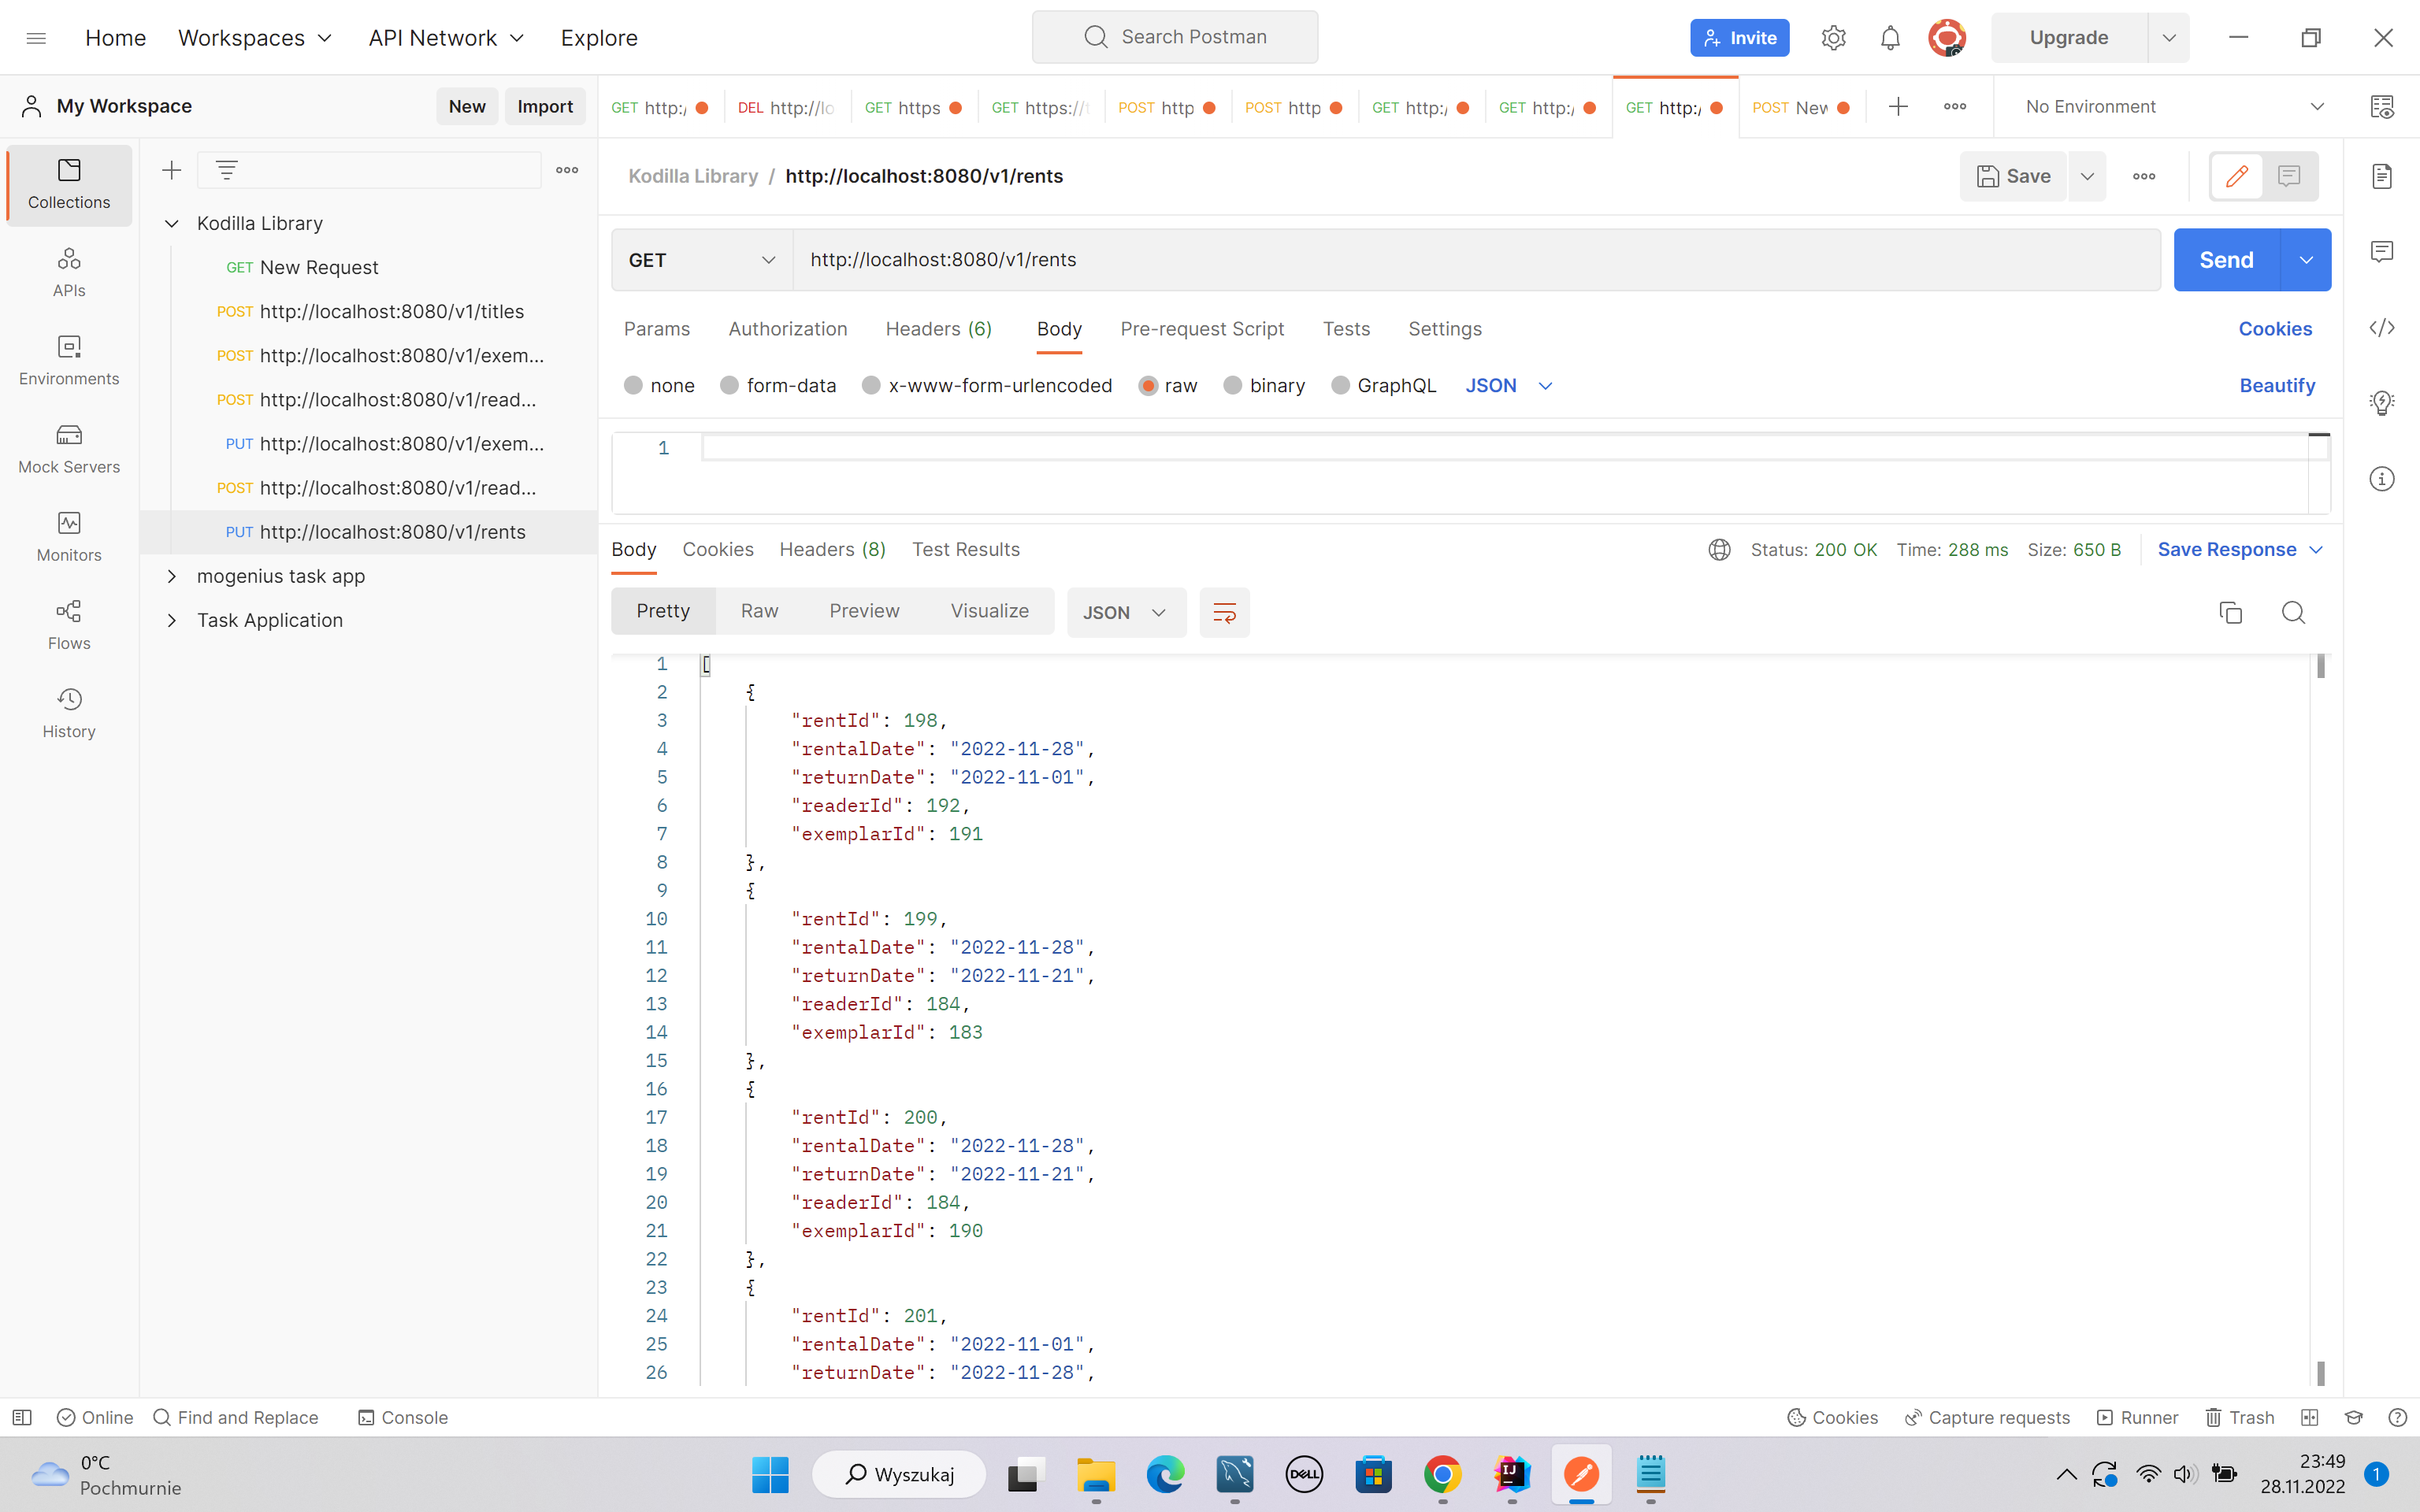 Home Workspaces API Network Explore Search Postman Invite Upgrade
My Workspace New Import GET http:/ DEL http://lo GET https GET https:// POST http POST http GET http:/ GET http:/ GET http:/ POST New No Environment
Kodilla Library / http://localhost:8080/v1/rents Save
Collections
Kodilla Library
GET New Request
POST http://localhost:8080/v1/titles
POST http://localhost:8080/v1/exem...
POST http://localhost:8080/v1/read...
PUT http://localhost:8080/v1/exem...
POST http://localhost:8080/v1/read...
PUT http://localhost:8080/v1/rents
mogenius task app
Task Application
APIs
Environments
Mock Servers
Monitors
Flows
History
GET http://localhost:8080/v1/rents Send
Params Authorization Headers (6) Body Pre-request Script Tests Settings Cookies
none form-data x-www-form-urlencoded raw binary GraphQL JSON Beautify
1
Body Cookies Headers (8) Test Results Status: 200 OK Time: 288 ms Size: 650 B Save Response
Pretty Raw Preview Visualize JSON
1 [
2 {
3 "rentId": 198,
4 "rentalDate": "2022-11-28",
5 "returnDate": "2022-11-01",
6 "readerId": 192,
7 "exemplarId": 191
8 },
9 {
10 "rentId": 199,
11 "rentalDate": "2022-11-28",
12 "returnDate": "2022-11-21",
13 "readerId": 184,
14 "exemplarId": 183
15 },
16 {
17 "rentId": 200,
18 "rentalDate": "2022-11-28",
19 "returnDate": "2022-11-21",
20 "readerId": 184,
21 "exemplarId": 190
22 },
23 {
24 "rentId": 201,
25 "rentalDate": "2022-11-01",
26 "returnDate": "2022-11-28",
Online Find and Replace Console Cookies Capture requests Runner Trash
0°C
Pochmurnie
Wyszukaj
DELL
IJ
23:49
28.11.2022
1